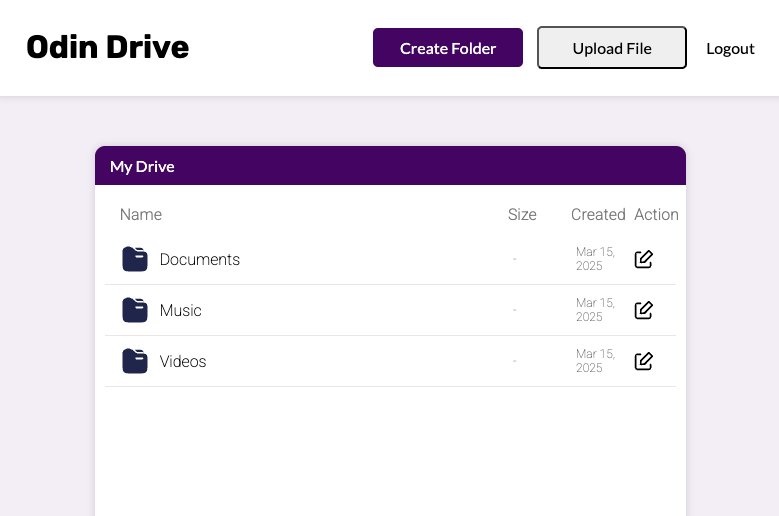 Odin Drive
Create Folder
Upload File
Logout
My Drive
Name Size Created Action
Documents - Mar 15,
2025
Music - Mar 15,
2025
Videos - Mar 15,
2025